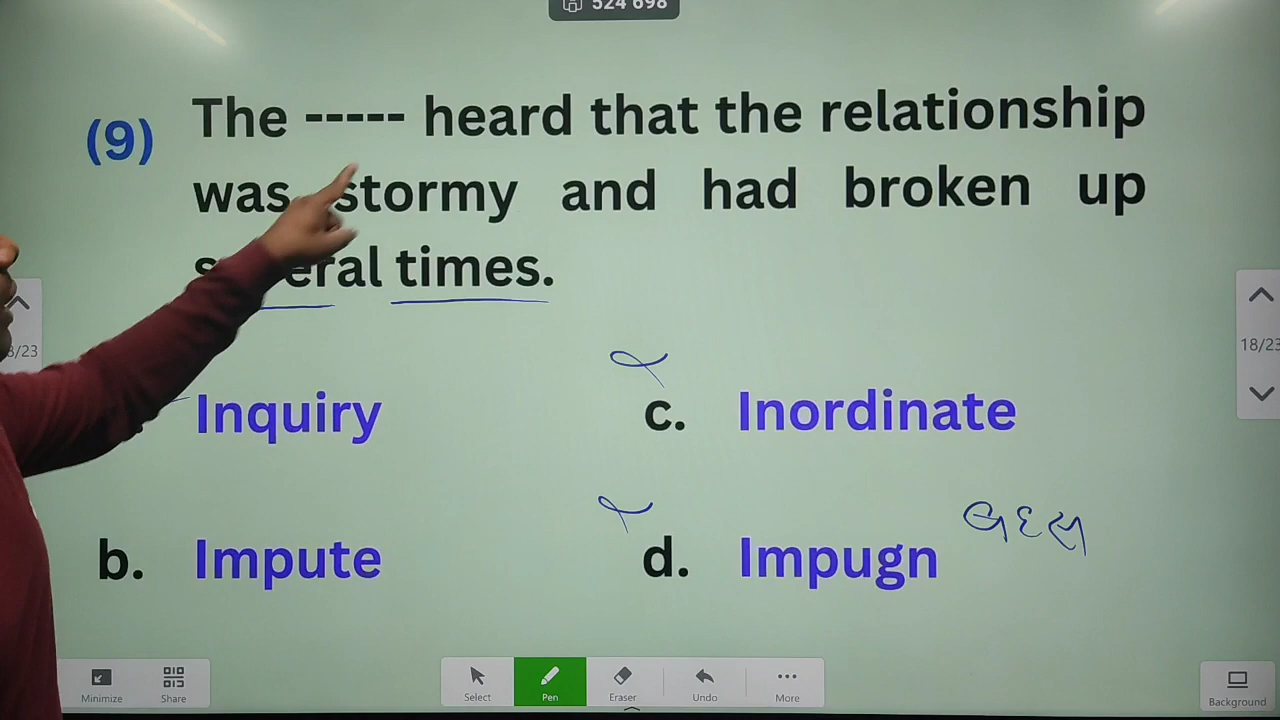 524 698
(9) The ----- heard that the relationship
was stormy and had broken up
several times.
18/23
Inquiry
c. Inordinate
b. Impute
d. Impugn
Minimize
Share
Select
Pen
Eraser
Undo
More
Background